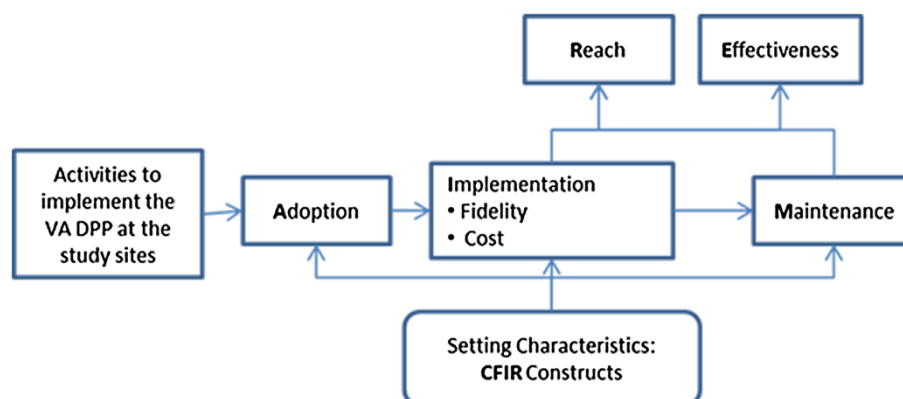 Reach
Effectiveness
Activities to
implement the
VA DPP at the
study sites
Adoption
Implementation
• Fidelity
• Cost
Maintenance
Setting Characteristics:
CFIR Constructs